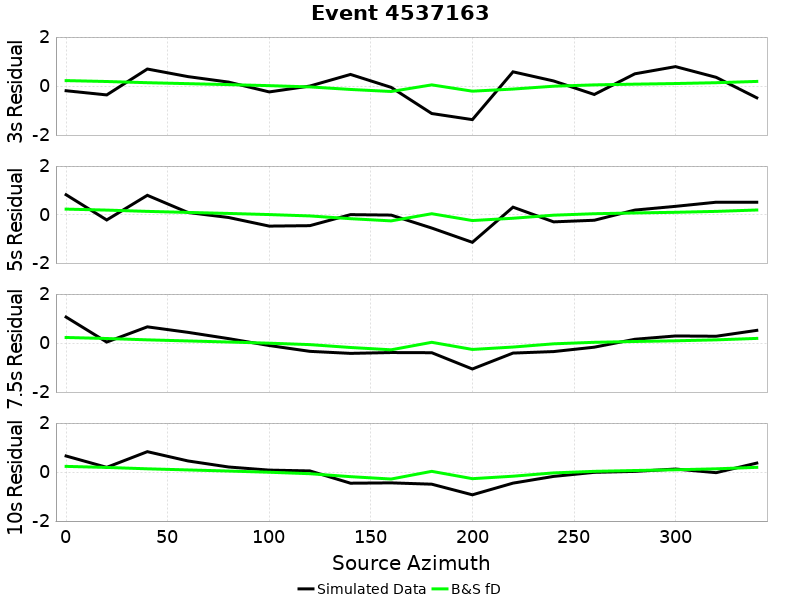 Event 4537163
3s Residual
2
0
-2
5s Residual
2
0
-2
7.5s Residual
2
0
-2
10s Residual
2
0
-2
0 50 100 150 200 250 300
Source Azimuth
Simulated Data B&S fD